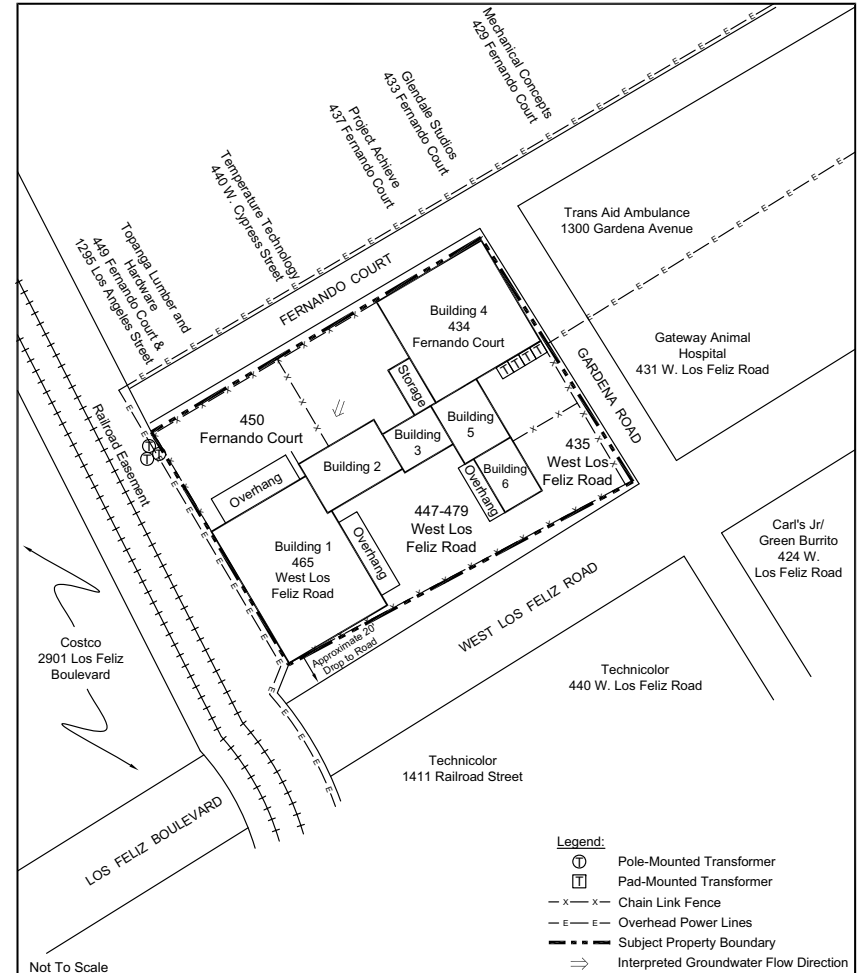 Mechanical Concepts
429 Fernando Court
Glendale Studios
433 Fernando Court
Project Achieve
437 Fernando Court
Temperature Technology
440 W. Cypress Street
Topanga Lumber and
Hardware
449 Fernando Court &
1295 Los Angeles Street
Trans Aid Ambulance
1300 Gardena Avenue
FERNANDO COURT
Building 4
434
Fernando Court
Gateway Animal
Hospital
431 W. Los Feliz Road
GARDENA ROAD
T T T T
Storage
Railroad Easement
T
T T
450
Fernando Court
Building
5
Building
3
Building 2
435
West Los
Feliz Road
Building
6
Overhang
Overhang
447-479
West Los
Feliz Road
Overhang
Building 1
465
West Los
Feliz Road
Carl's Jr/
Green Burrito
424 W.
Los Feliz Road
WEST LOS FELIZ ROAD
Approximate 20'
Drop to Road
Costco
2901 Los Feliz
Boulevard
Technicolor
440 W. Los Feliz Road
Technicolor
1411 Railroad Street
LOS FELIZ BOULEVARD
Legend:
T Pole-Mounted Transformer
T Pad-Mounted Transformer
X X Chain Link Fence
E E Overhead Power Lines
Subject Property Boundary
Interpreted Groundwater Flow Direction
Not To Scale